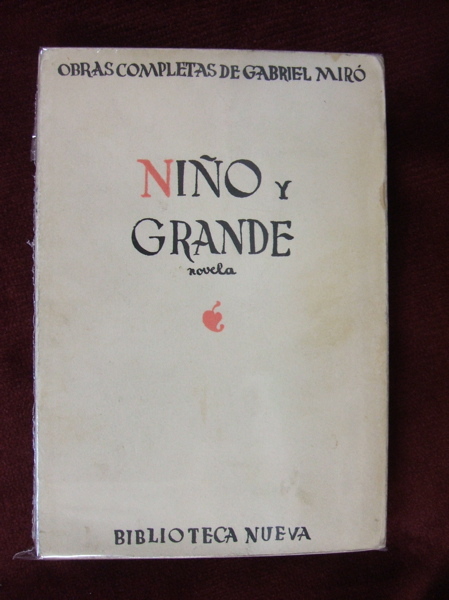 OBRAS COMPLETAS DE GABRIEL MIRÓ
NIÑO Y
GRANDE
novela
BIBLIOTECA NUEVA